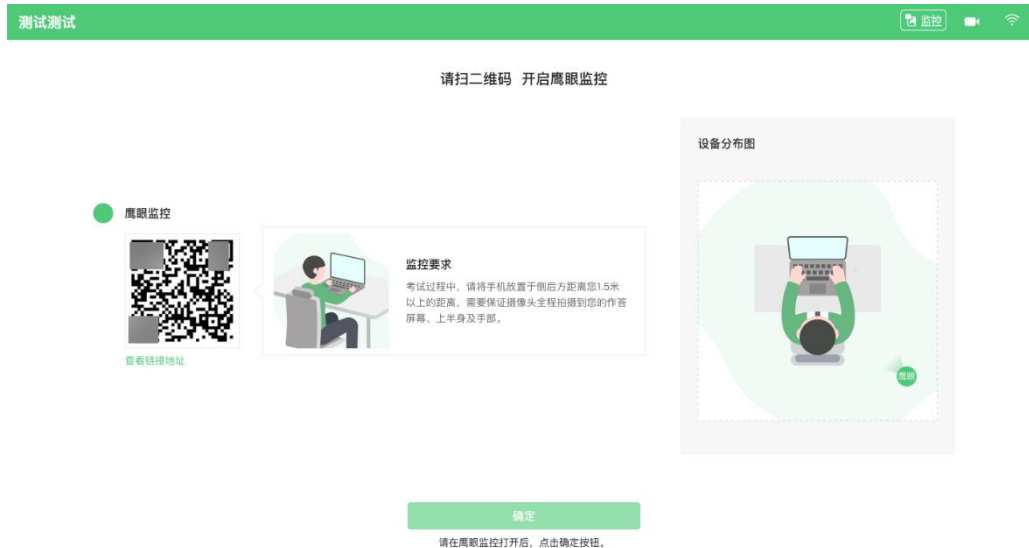 测试测试
监控
请扫二维码 开启鹰眼监控
设备分布图
鹰眼监控
监控要求
考试过程中，请将手机放置于侧后方距离您1.5米
以上的距离，需要保证摄像头全程拍摄到您的作答
屏幕、上半身及手部。
查看链接地址
鹰眼
确定
请在鹰眼监控打开后，点击确定按钮。